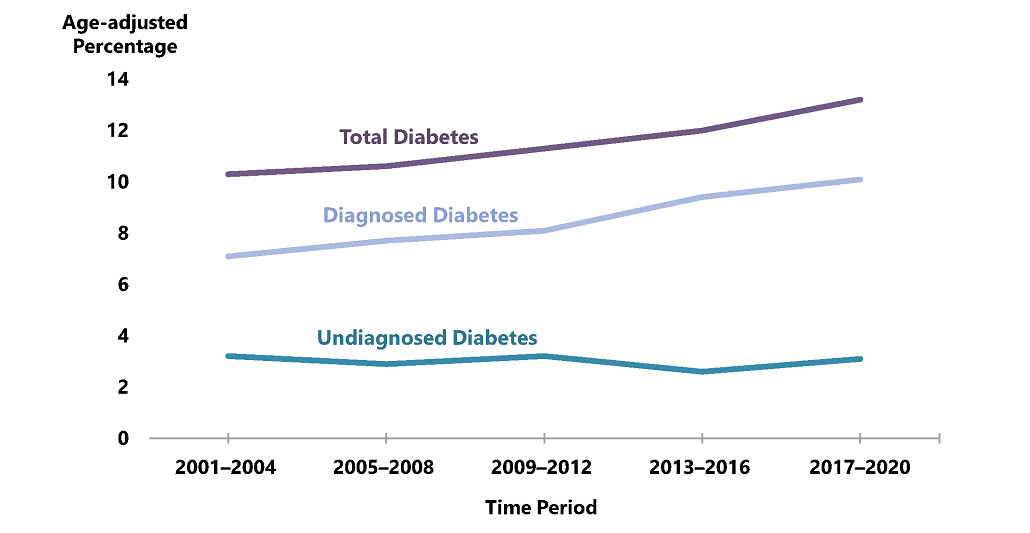 Age-adjusted
Percentage
14
12
Total Diabetes
10
Diagnosed Diabetes
8
6
4
Undiagnosed Diabetes
2
0
2001–2004 2005–2008 2009–2012 2013–2016 2017–2020
Time Period